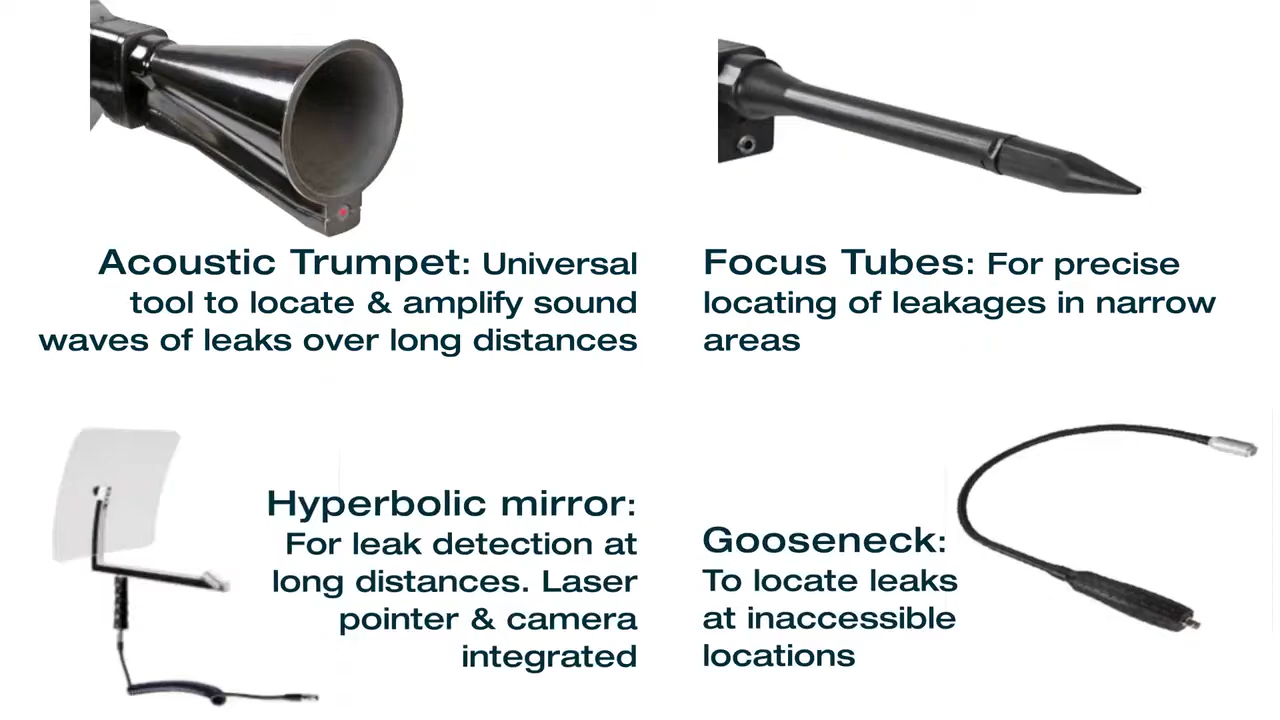 Acoustic Trumpet: Universal
tool to locate & amplify sound
waves of leaks over long distances
Focus Tubes: For precise
locating of leakages in narrow
areas
Hyperbolic mirror:
For leak detection at
long distances. Laser
pointer & camera
integrated
Gooseneck:
To locate leaks
at inaccessible
locations